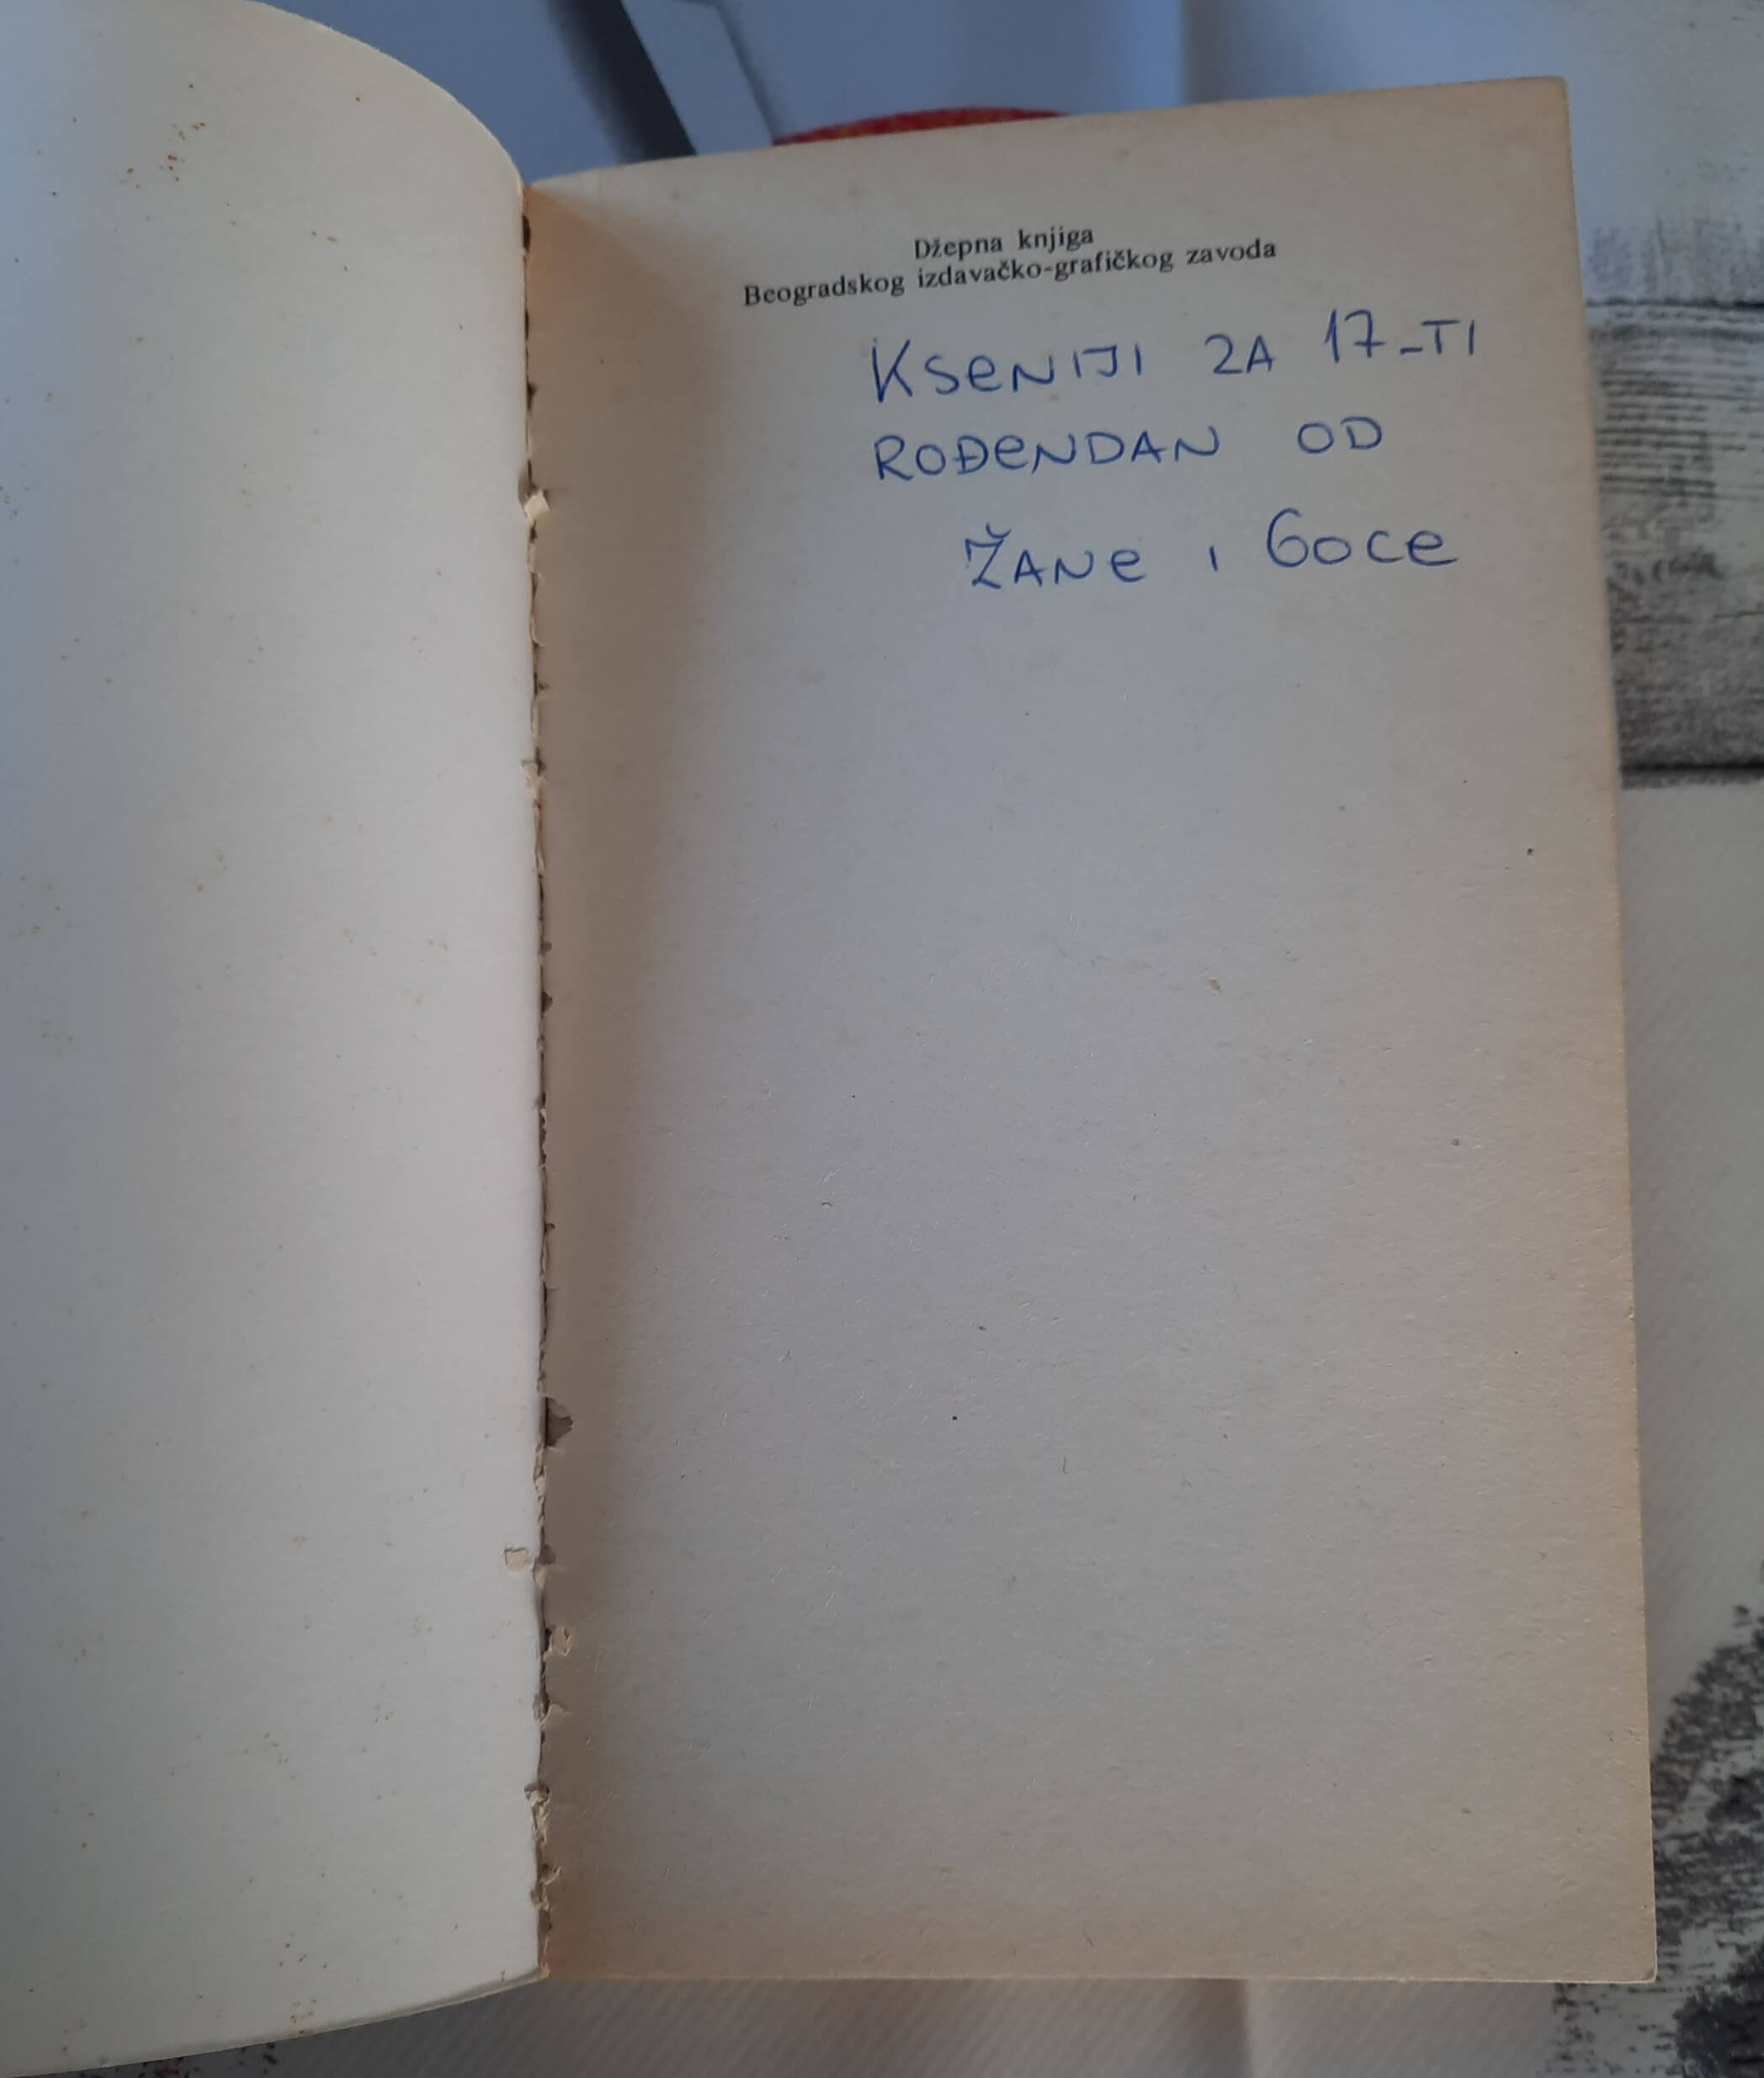 Džepna knjiga
Beogradskog izdavačko-grafičkog zavoda
KSeNIJI ZA 17-TI
ROĐeNDAN OD
ŽANe I GOCe